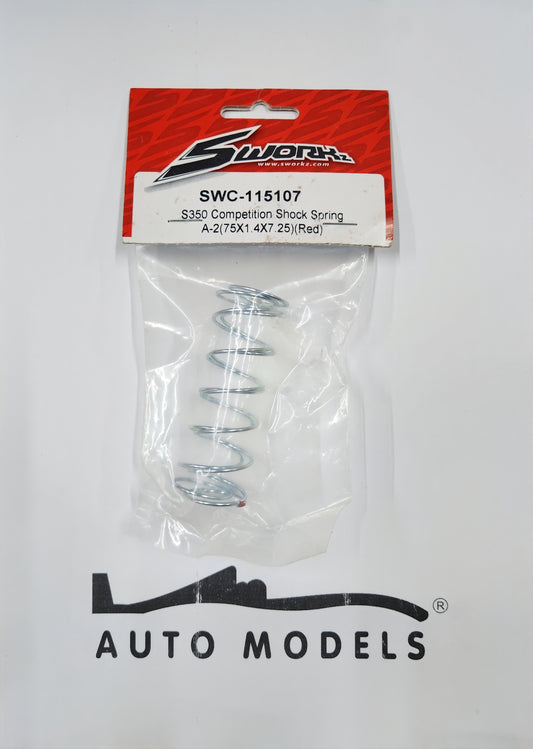 SWORKz
www.sworkz.com
SWC-115107
S350 Competition Shock Spring
A-2(75X1.4X7.25)(Red)
®
AUTO MODELS